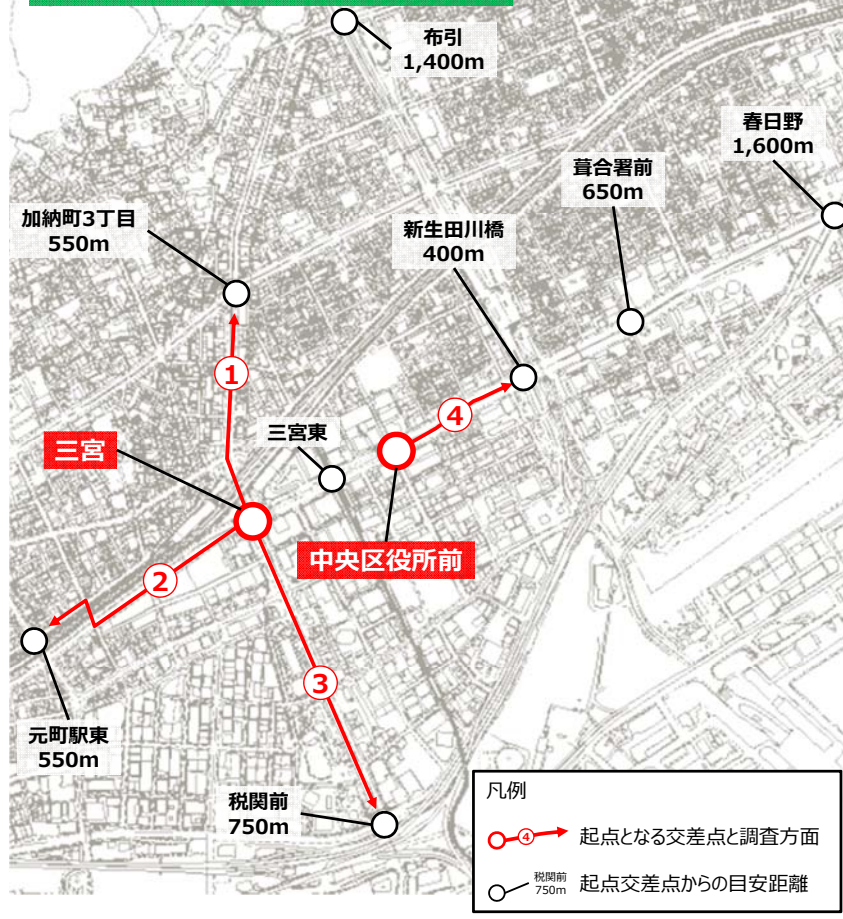 布引
1,400m
春日野
1,600m
葺合署前
650m
加納町3丁目
550m
新生田川橋
400m
①
④
三宮東
三宮
中央区役所前
②
③
元町駅東
550m
税関前
750m
凡例
④ 起点となる交差点と調査方面
税関前
750m
起点交差点からの目安距離